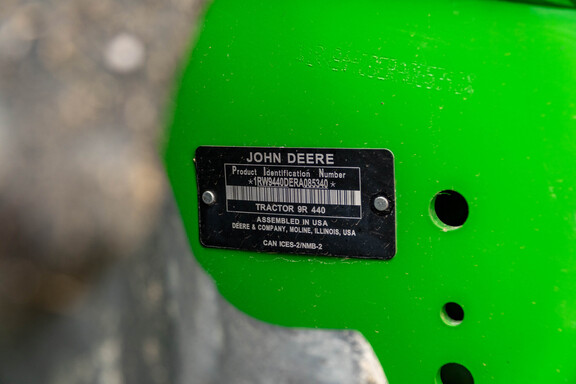 JOHN DEERE
Product Identification Number
*1RW9440DERA085340*
TRACTOR 9R 440
ASSEMBLED IN USA
DEERE & COMPANY, MOLINE, ILLINOIS, USA
CAN ICES-2/NMB-2